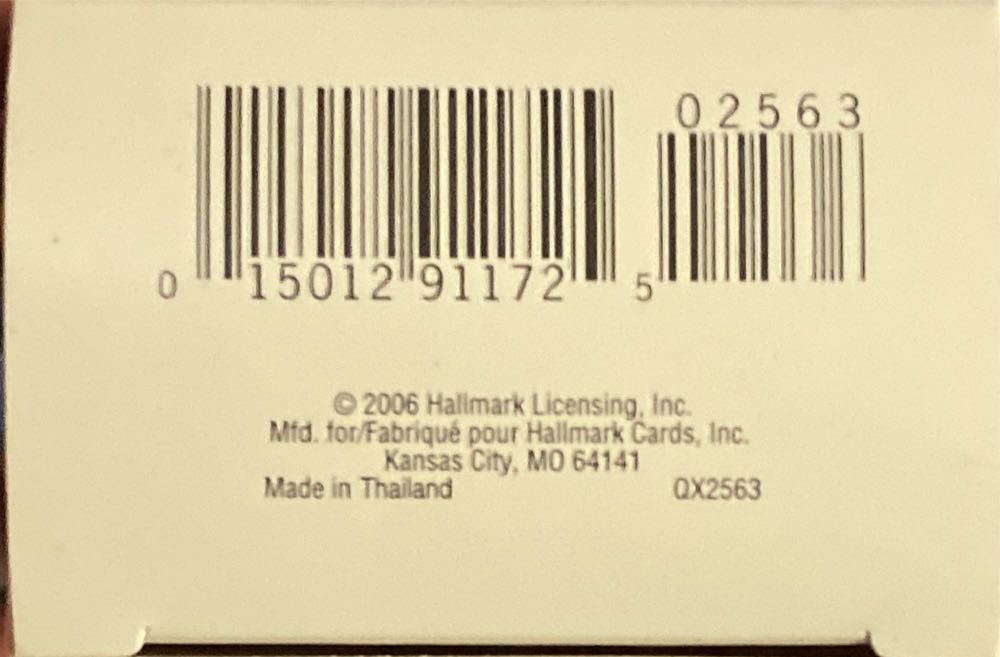 02563
0 15012 91172 5
© 2006 Hallmark Licensing, Inc.
Mfd. for/Fabriqué pour Hallmark Cards, Inc.
Kansas City, MO 64141
Made in Thailand QX2563